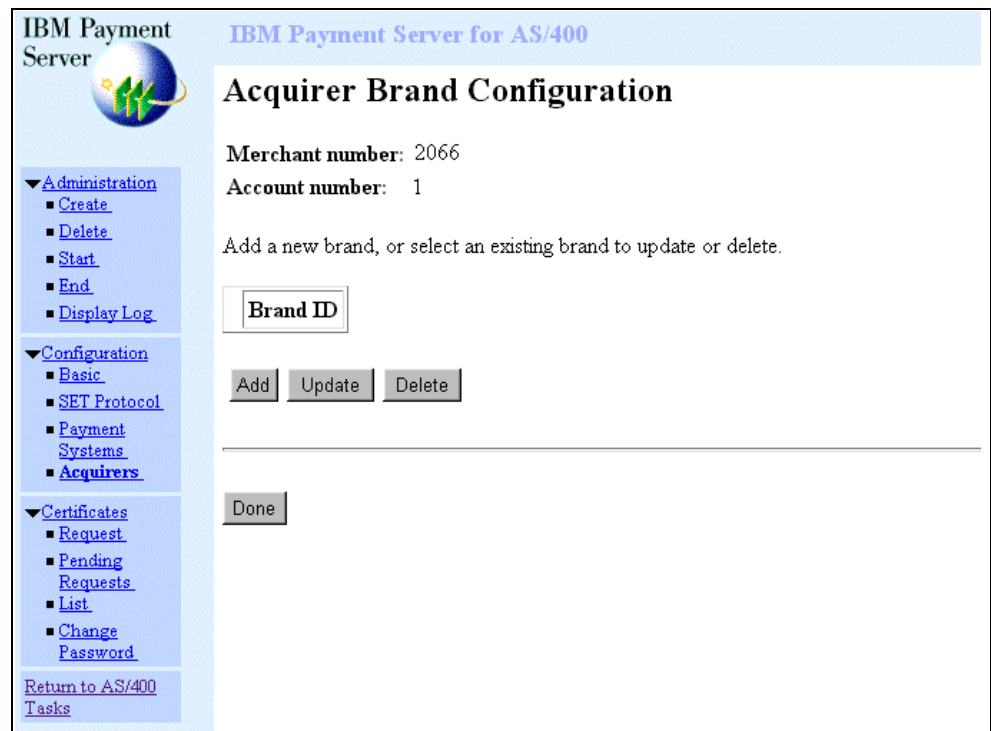 IBM Payment
Server
Administration
Create
Delete
Start
End
Display Log
Configuration
Basic
SET Protocol
Payment
Systems
Acquirers
Certificates
Request
Pending
Requests
List
Change
Password
Return to AS/400
Tasks
IBM Payment Server for AS/400
Acquirer Brand Configuration
Merchant number: 2066
Account number: 1
Add a new brand, or select an existing brand to update or delete.
Brand ID
Add Update Delete
Done